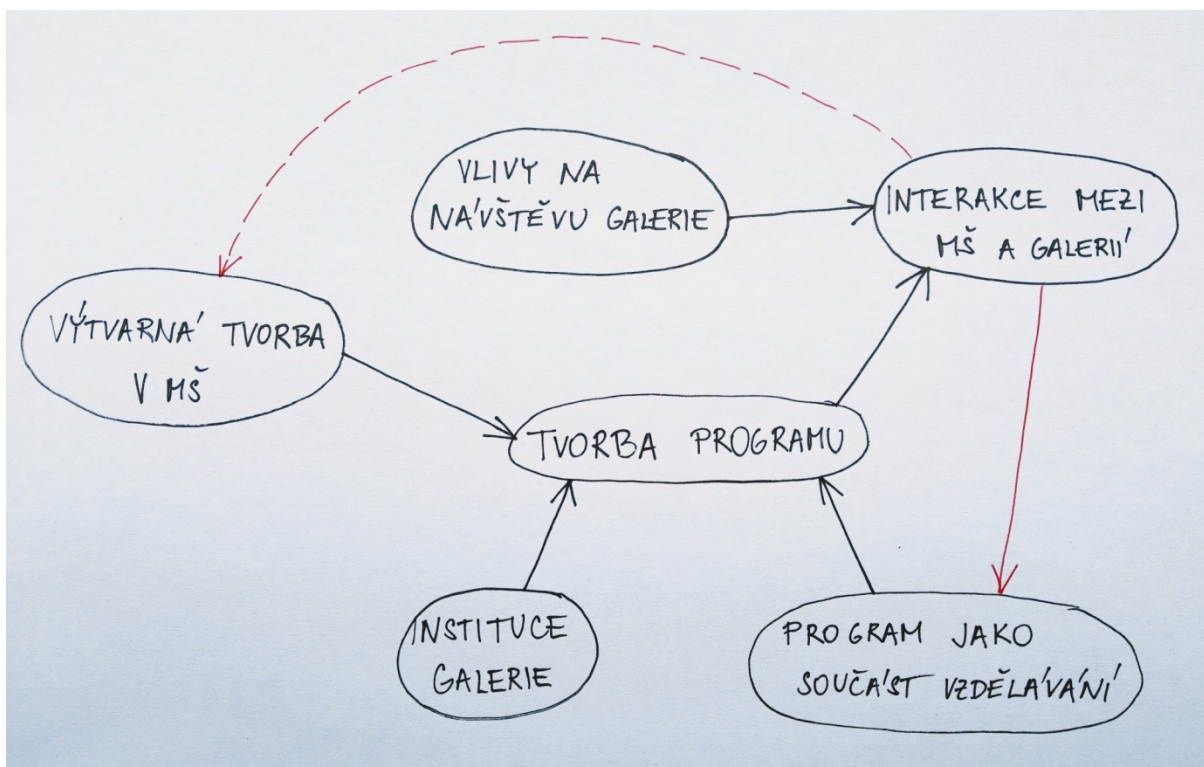 VLIVY NA
NÁVŠTĚVU GALERIE
INTERAKCE MEZI
MŠ A GALERIÍ
VÝTVARNÁ TVORBA
V MŠ
TVORBA PROGRAMU
INSTITUCE
GALERIE
PROGRAM JAKO
SOUČÁST VZDĚLÁVÁNÍ